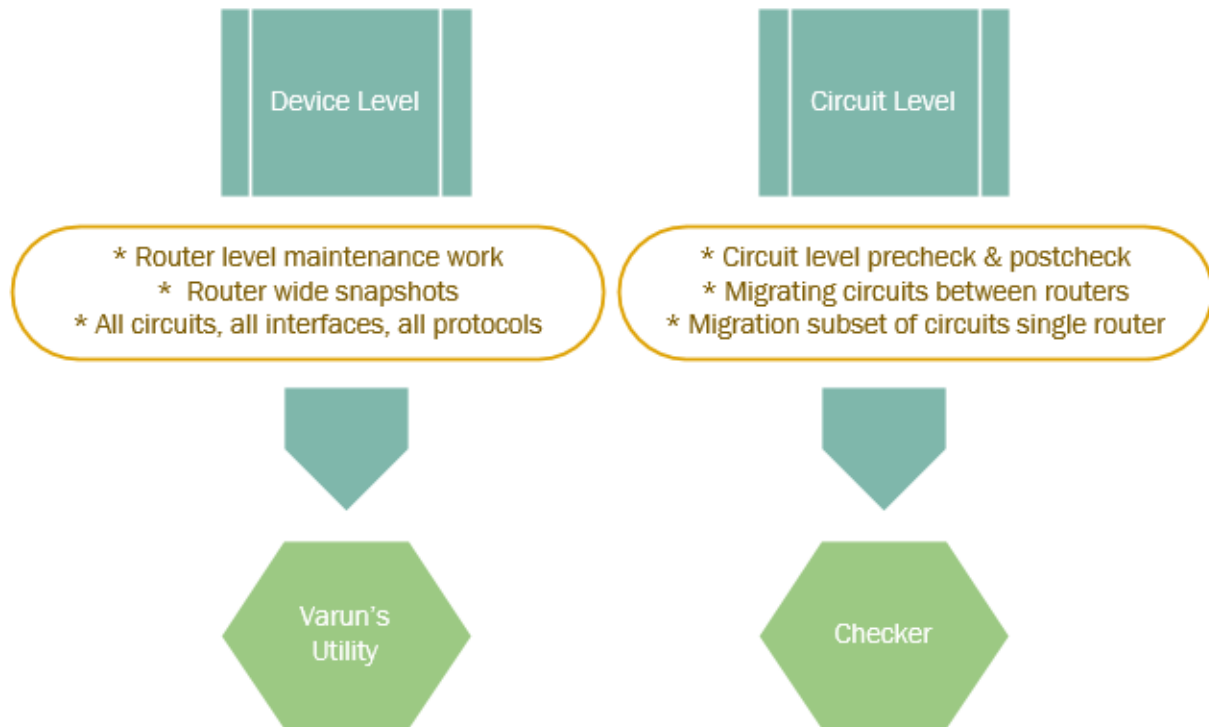 Device Level
Circuit Level
* Router level maintenance work
* Router wide snapshots
* All circuits, all interfaces, all protocols
* Circuit level precheck & postcheck
* Migrating circuits between routers
* Migration subset of circuits single router
Varun's
Utility
Checker